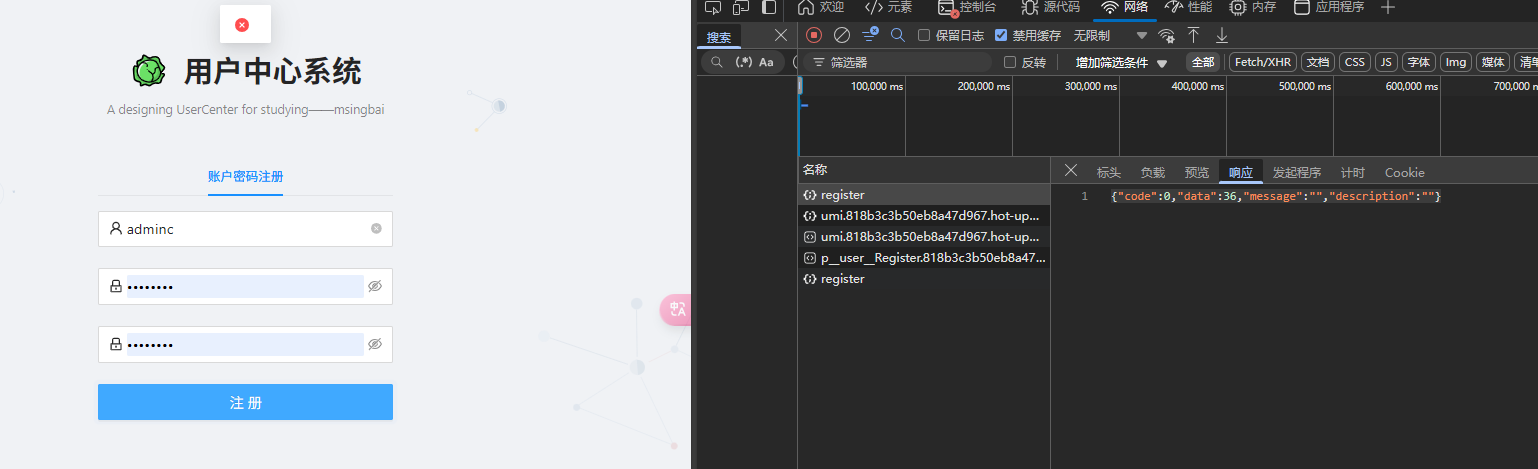 用户中心系统
A designing UserCenter for studying——msingbai
账户密码注册
adminc
••••••••
••••••••
注 册
中
A
欢迎
元素
控制台
源代码
网络
性能
内存
应用程序
搜索
保留日志
禁用缓存
无限制
(.*) Aa
筛选器
反转
增加筛选条件
全部
Fetch/XHR
文档
CSS
JS
字体
Img
媒体
100,000 ms
200,000 ms
300,000 ms
400,000 ms
500,000 ms
600,000 ms
700,0
名称
标头
负载
预览
响应
发起程序
计时
Cookie
register
umi.818b3c3b50eb8a47d967.hot-up...
umi.818b3c3b50eb8a47d967.hot-up...
p__user__Register.818b3c3b50eb8a47...
register
1 {"code":0,"data":36,"message":"","description":""}